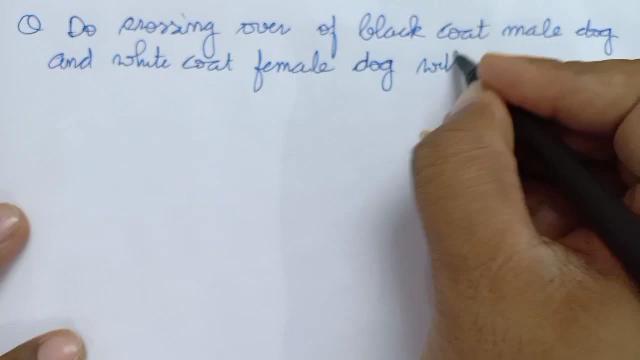 Q Do crossing over of black coat male dog
and white coat female dog